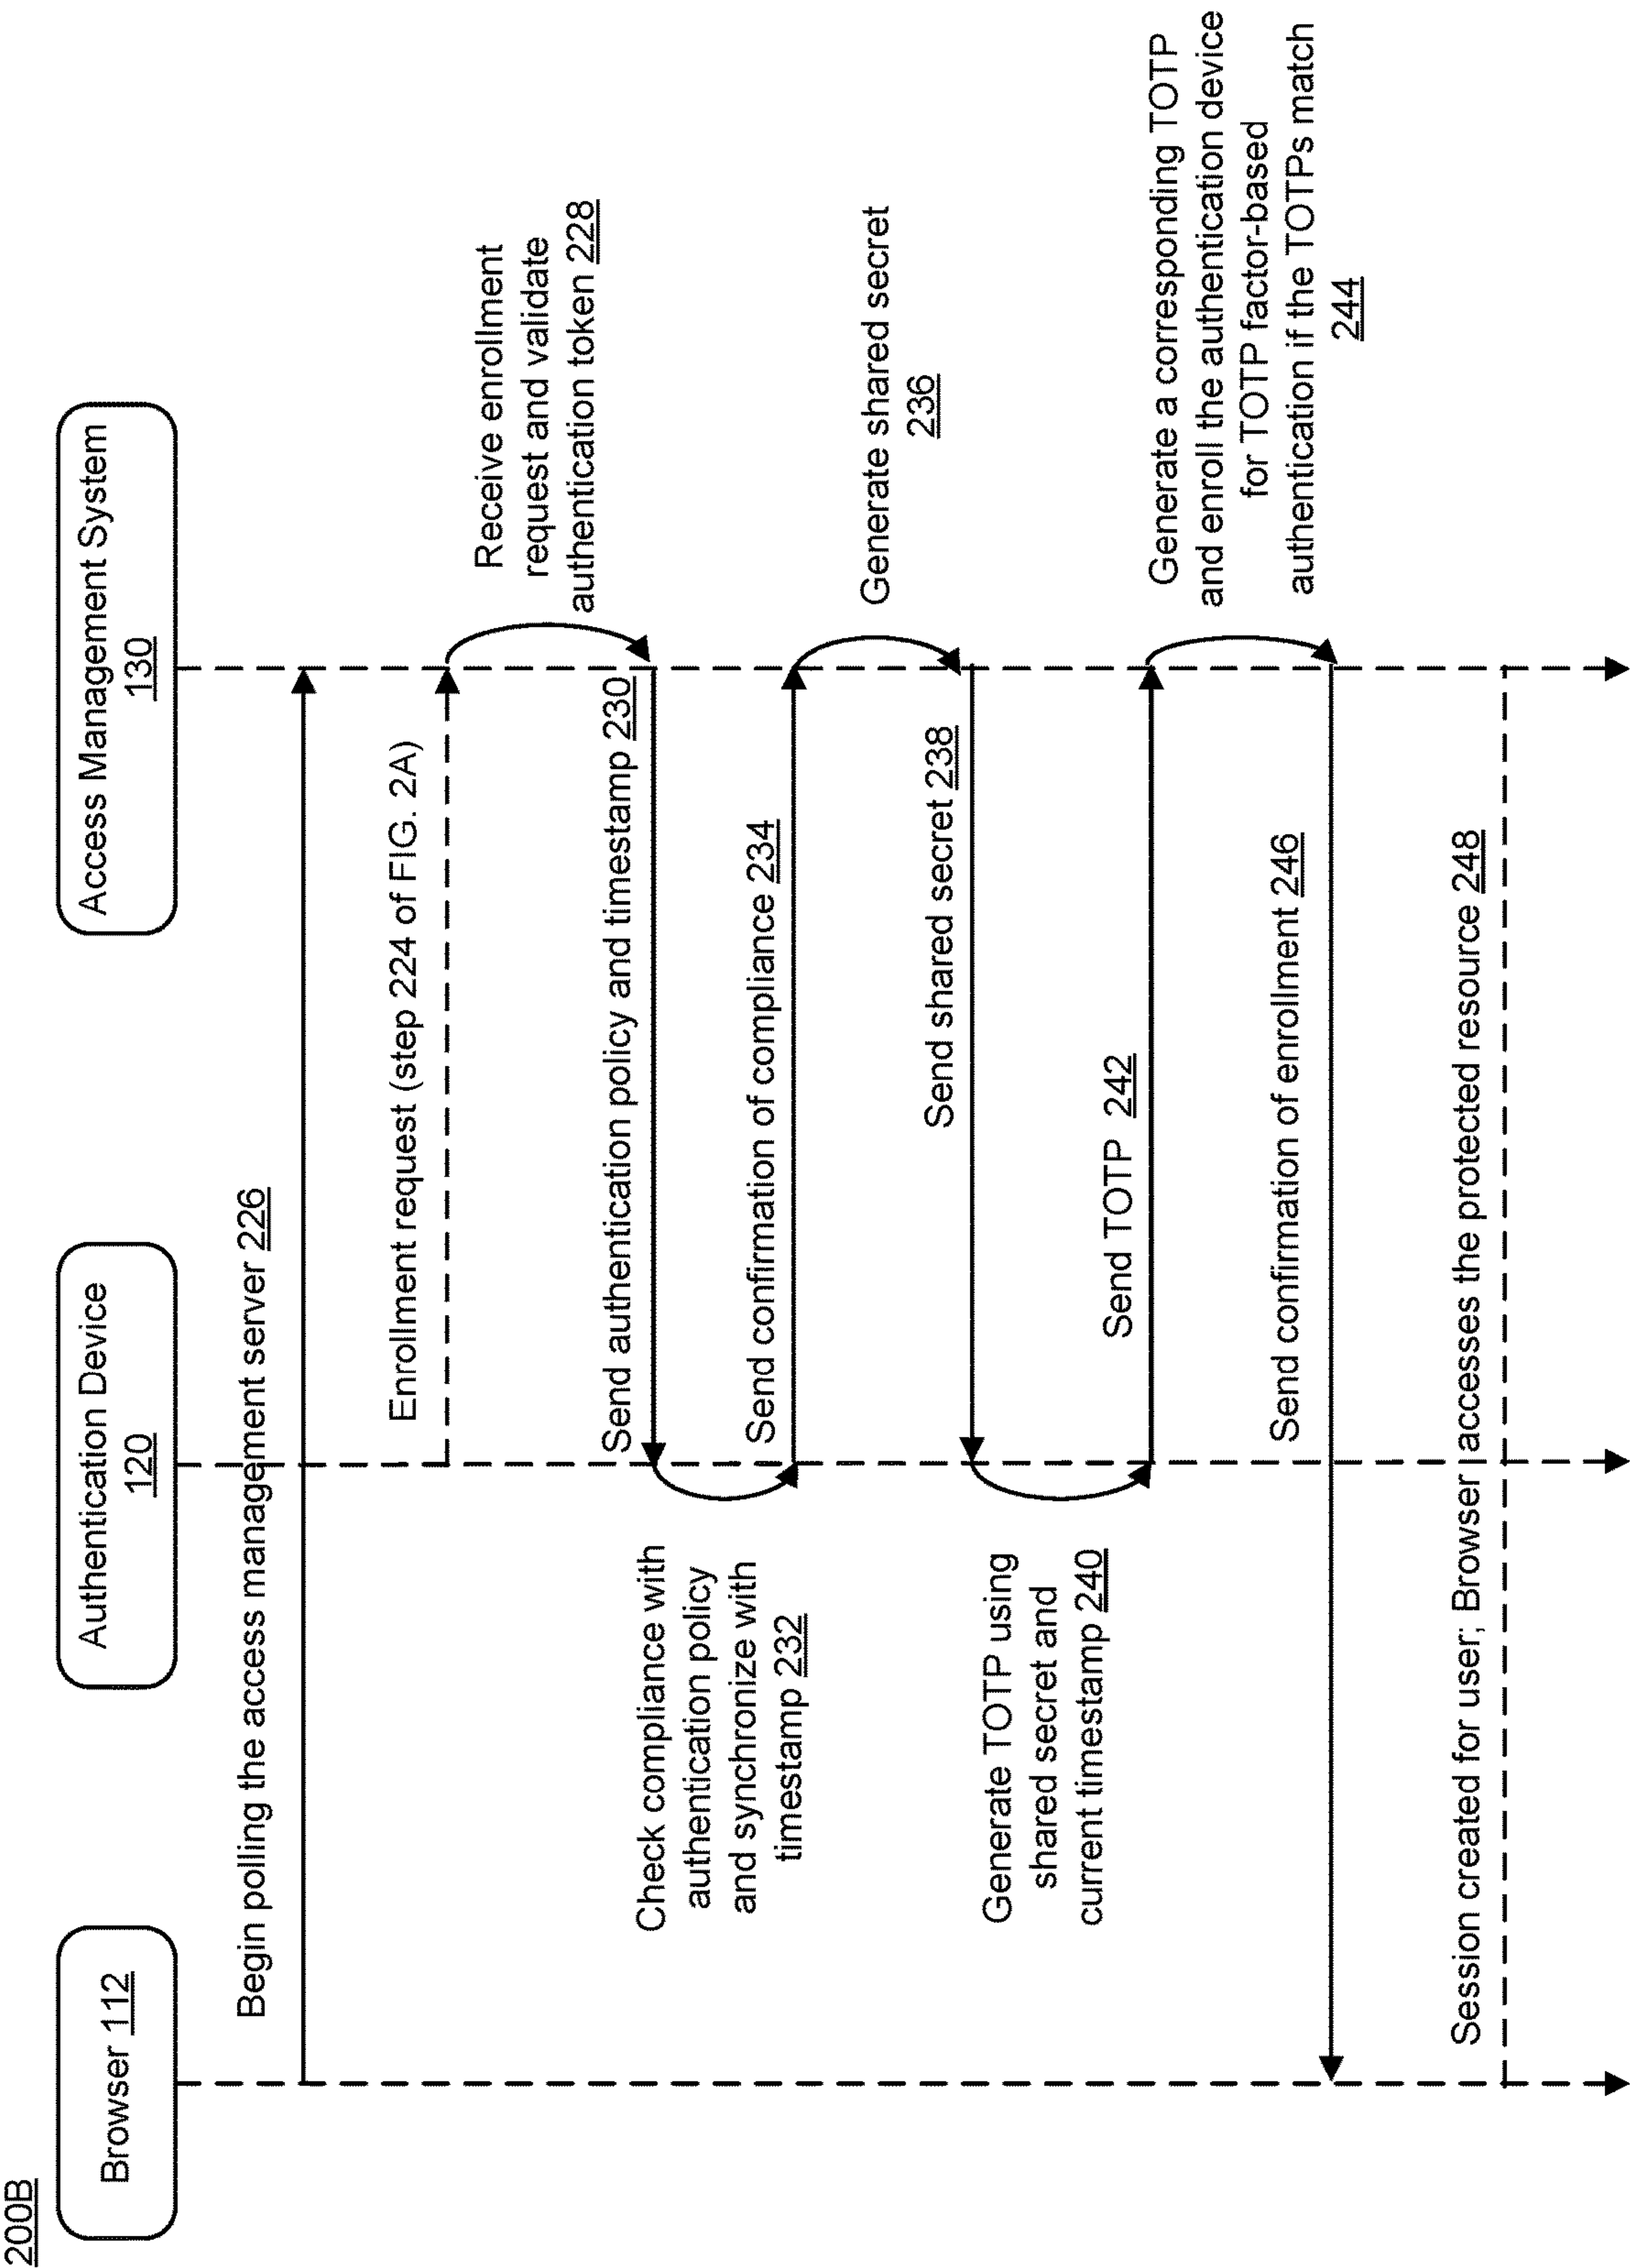 200B
Browser 112
Authentication Device
120
Access Management System
130
Begin polling the access management server 226
Enrollment request (step 224 of FIG. 2A)
Receive enrollment
request and validate
authentication token 228
Send authentication policy and timestamp 230
Check compliance with
authentication policy
and synchronize with
timestamp 232
Send confirmation of compliance 234
Generate shared secret
236
Send shared secret 238
Generate TOTP using
shared secret and
current timestamp 240
Send TOTP 242
Generate a corresponding TOTP
and enroll the authentication device
for TOTP factor-based
authentication if the TOTPs match
244
Send confirmation of enrollment 246
Session created for user; Browser accesses the protected resource 248